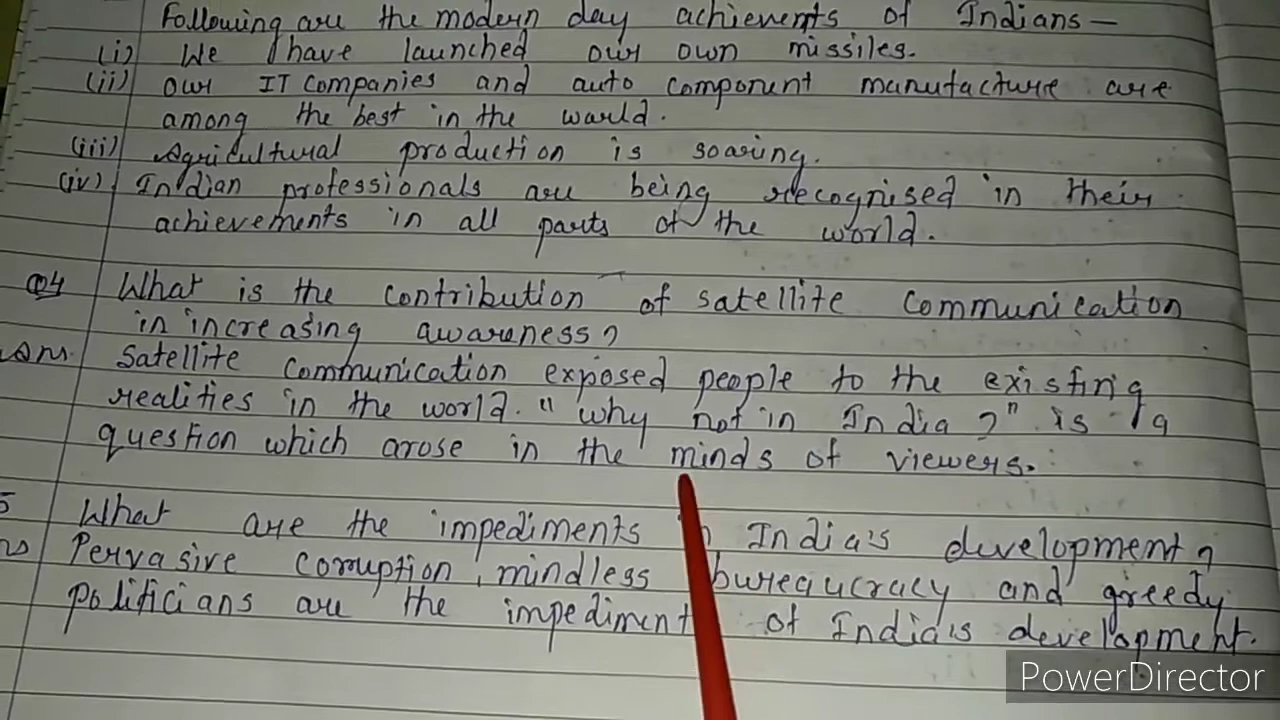 Following are the modern day achievents of Indians —
(i) We have launched our own missiles.
(ii) our IT companies and auto component manufacture are
among the best in the world.
(iii) Agricultural production is soaring.
(iv) Indian professionals are being recognised in their
achievements in all parts of the world.
Q4 What is the contribution of satellite communication
in increasing awareness?
Ans. Satellite communication exposed people to the existing
realities in the world. "why not in India?" is a
question which arose in the minds of viewers.
5 What are the impediments in India's development?
ns Pervasive corruption, mindless bureaucracy and greedy
politicians are the impediment of India's development.
PowerDirector